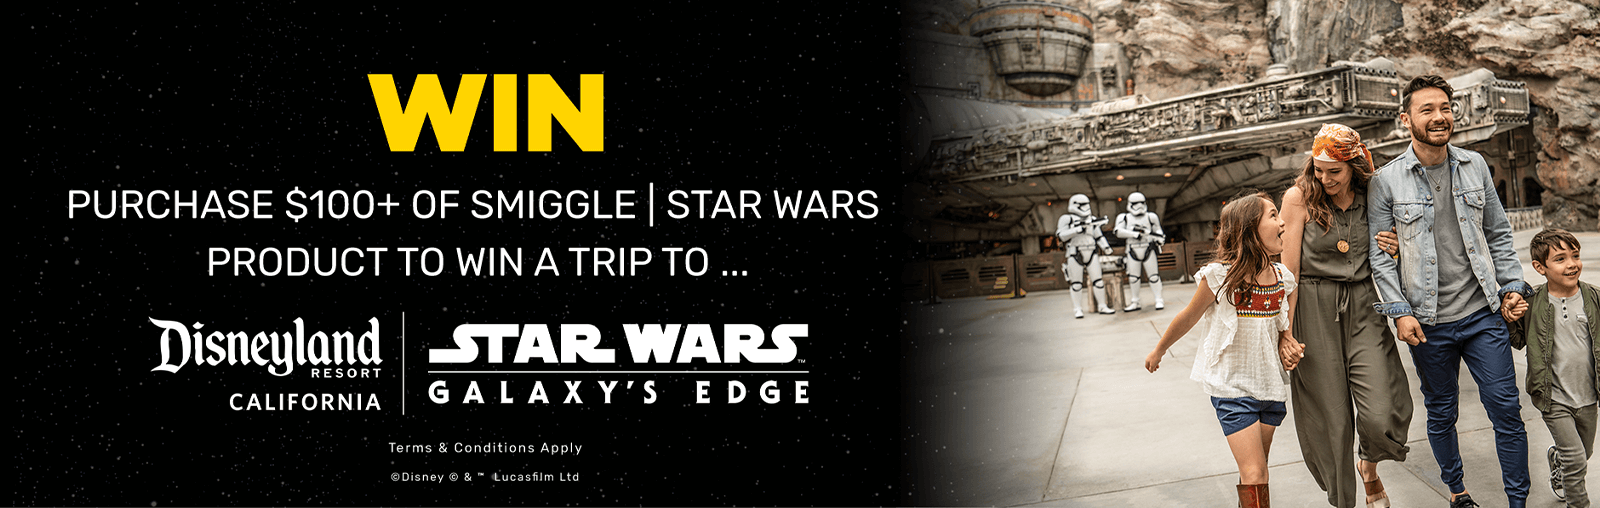 WIN
PURCHASE $100+ OF SMIGGLE | STAR WARS
PRODUCT TO WIN A TRIP TO ...
Disneyland
RESORT
CALIFORNIA
STAR WARS™
GALAXY'S EDGE
Terms & Conditions Apply
©Disney © & ™ Lucasfilm Ltd